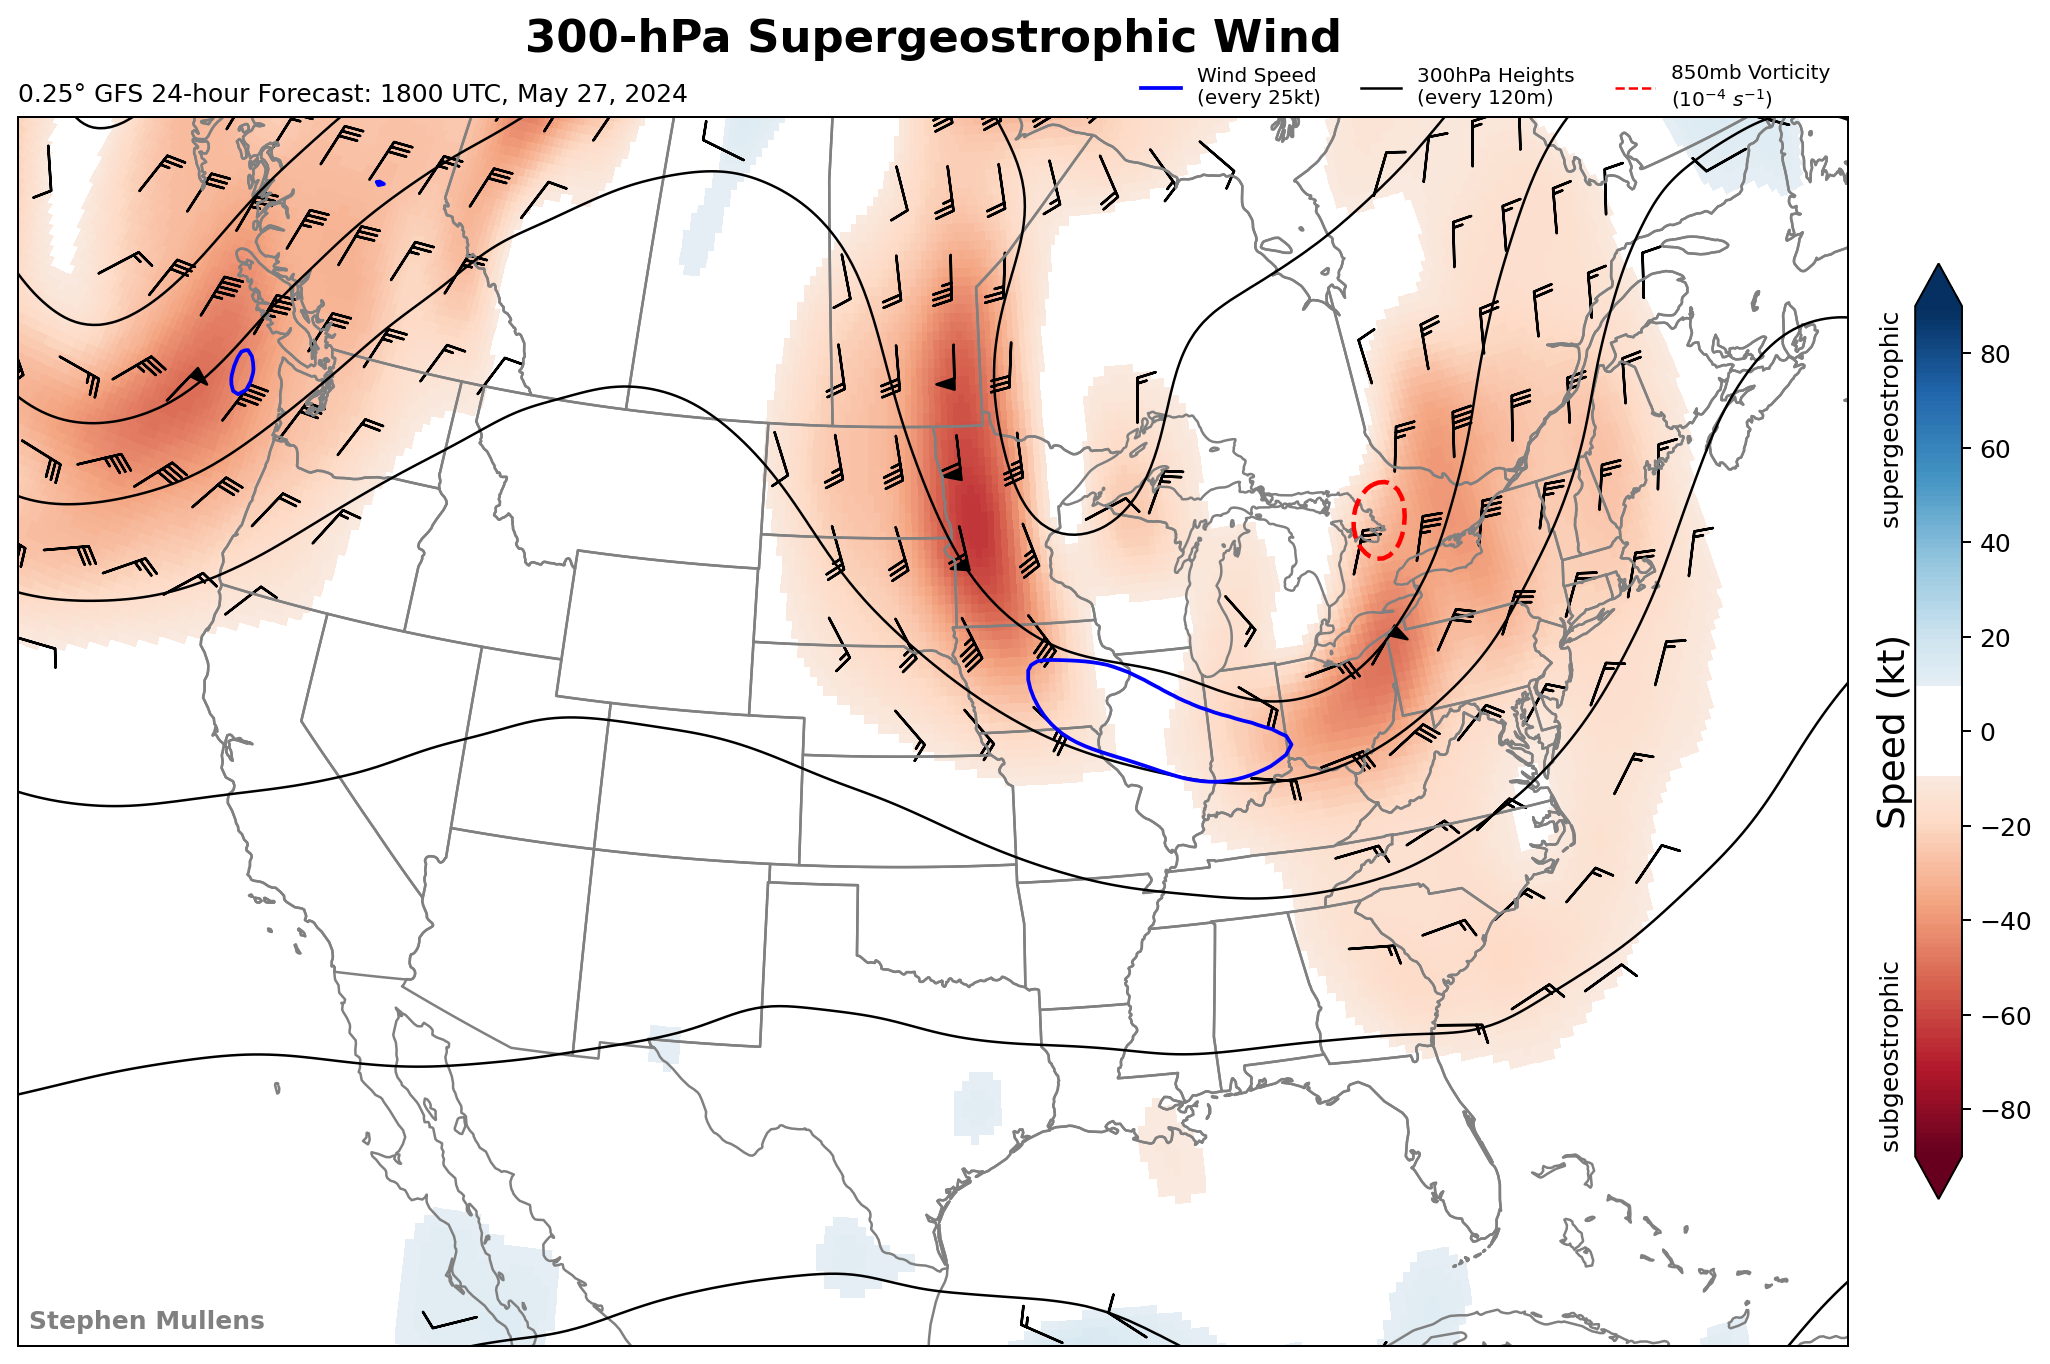 300-hPa Supergeostrophic Wind
0.25° GFS 24-hour Forecast: 1800 UTC, May 27, 2024
Wind Speed
(every 25kt)
300hPa Heights
(every 120m)
850mb Vorticity
(10⁻⁴ s⁻¹)
supergeostrophic
Speed (kt)
subgeostrophic
80
60
40
20
0
−20
−40
−60
−80
Stephen Mullens